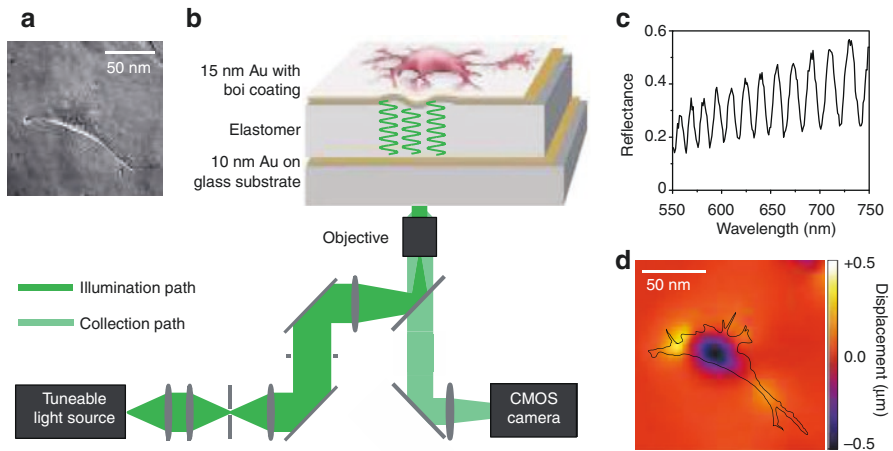 a
50 nm
b
15 nm Au with
boi coating
Elastomer
10 nm Au on
glass substrate
Objective
Illumination path
Collection path
Tuneable
light source
CMOS
camera
c
Reflectance
0.6
0.4
0.2
0
550
600
650
700
750
Wavelength (nm)
d
50 nm
+0.5
0.0
−0.5
Displacement (µm)